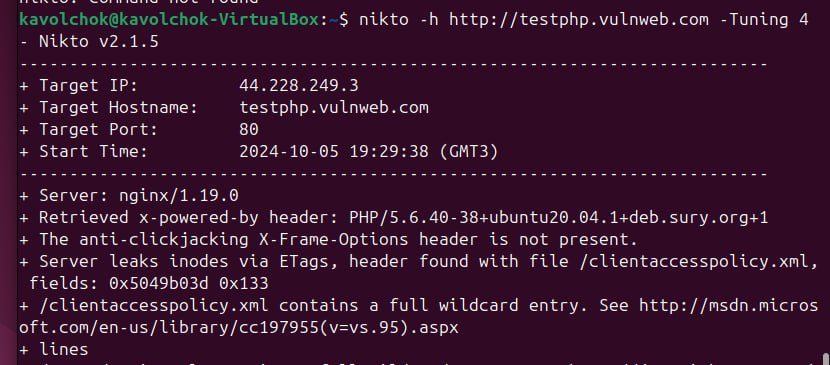 kavolchok@kavolchok-VirtualBox:~$ nikto -h http://testphp.vulnweb.com -Tuning 4
- Nikto v2.1.5
---------------------------------------------------------------------------
+ Target IP:          44.228.249.3
+ Target Hostname:    testphp.vulnweb.com
+ Target Port:        80
+ Start Time:         2024-10-05 19:29:38 (GMT3)
---------------------------------------------------------------------------
+ Server: nginx/1.19.0
+ Retrieved x-powered-by header: PHP/5.6.40-38+ubuntu20.04.1+deb.sury.org+1
+ The anti-clickjacking X-Frame-Options header is not present.
+ Server leaks inodes via ETags, header found with file /clientaccesspolicy.xml,
 fields: 0x5049b03d 0x133
+ /clientaccesspolicy.xml contains a full wildcard entry. See http://msdn.micros
oft.com/en-us/library/cc197955(v=vs.95).aspx
+ lines